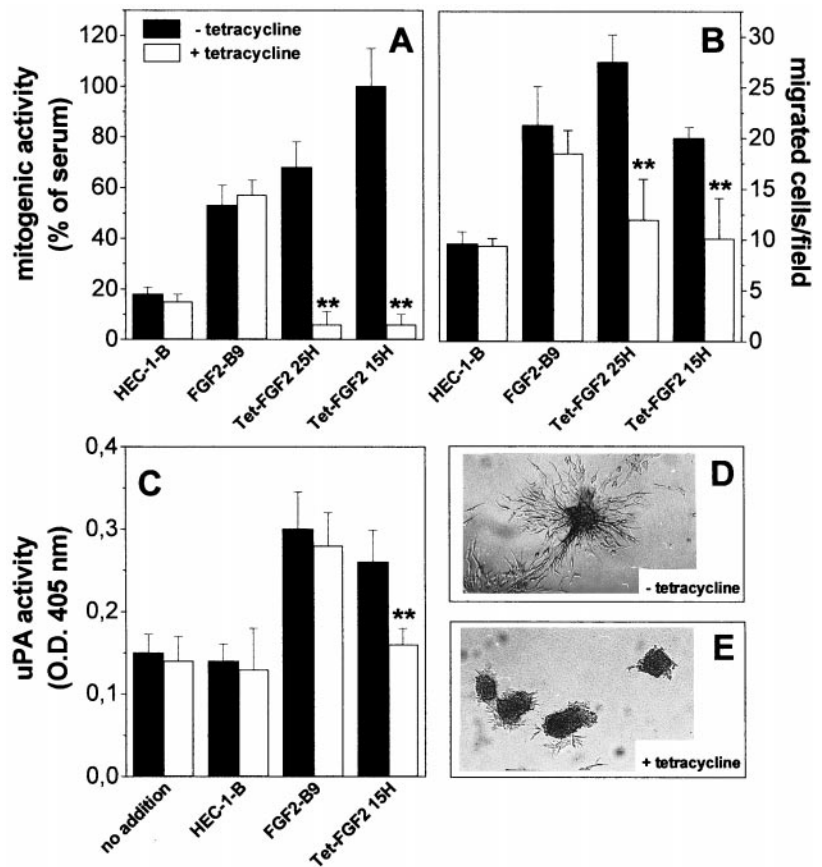 - tetracycline
+ tetracycline
A
mitogenic activity
(% of serum)
120
100
80
60
40
20
0
**
**
HEC-1-B
FGF2-B9
Tet-FGF2 25H
Tet-FGF2 15H
B
migrated cells/field
30
25
20
15
10
5
0
**
**
HEC-1-B
FGF2-B9
Tet-FGF2 25H
Tet-FGF2 15H
C
uPA activity
(O.D. 405 nm)
0,4
0,3
0,2
0,1
0,0
**
no addition
HEC-1-B
FGF2-B9
Tet-FGF2 15H
D
- tetracycline
E
+ tetracycline